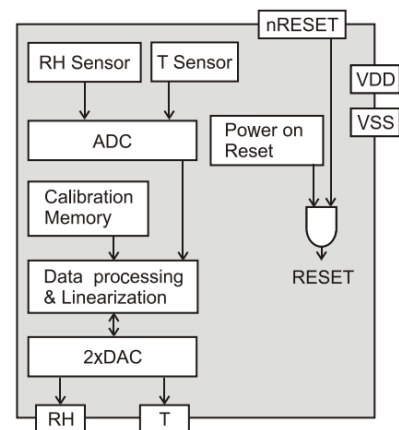 nRESET
RH Sensor
T Sensor
VDD
VSS
ADC
Power on
Reset
Calibration
Memory
Data processing
& Linearization
RESET
2xDAC
RH
T